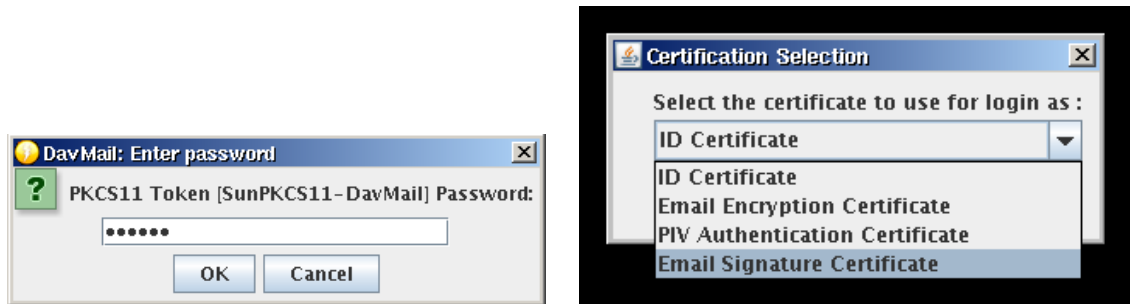 DavMail: Enter password
?
PKCS11 Token [SunPKCS11-DavMail] Password:
••••••
OK Cancel
Certification Selection
Select the certificate to use for login as :
ID Certificate
ID Certificate
Email Encryption Certificate
PIV Authentication Certificate
Email Signature Certificate